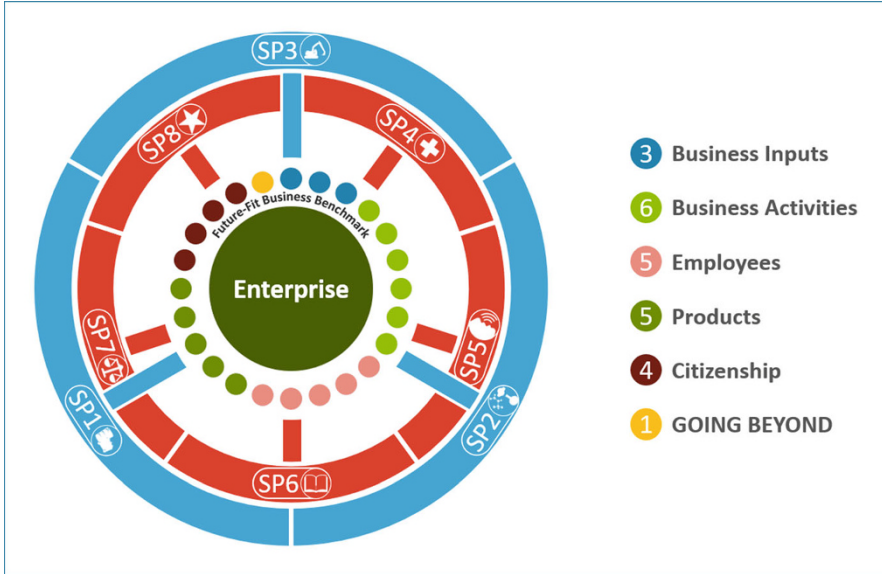 SP3
SP8
SP4
Future-Fit Business Benchmark
Enterprise
SP7
SP5
SP1
SP2
SP6
3 Business Inputs
6 Business Activities
5 Employees
5 Products
4 Citizenship
1 GOING BEYOND